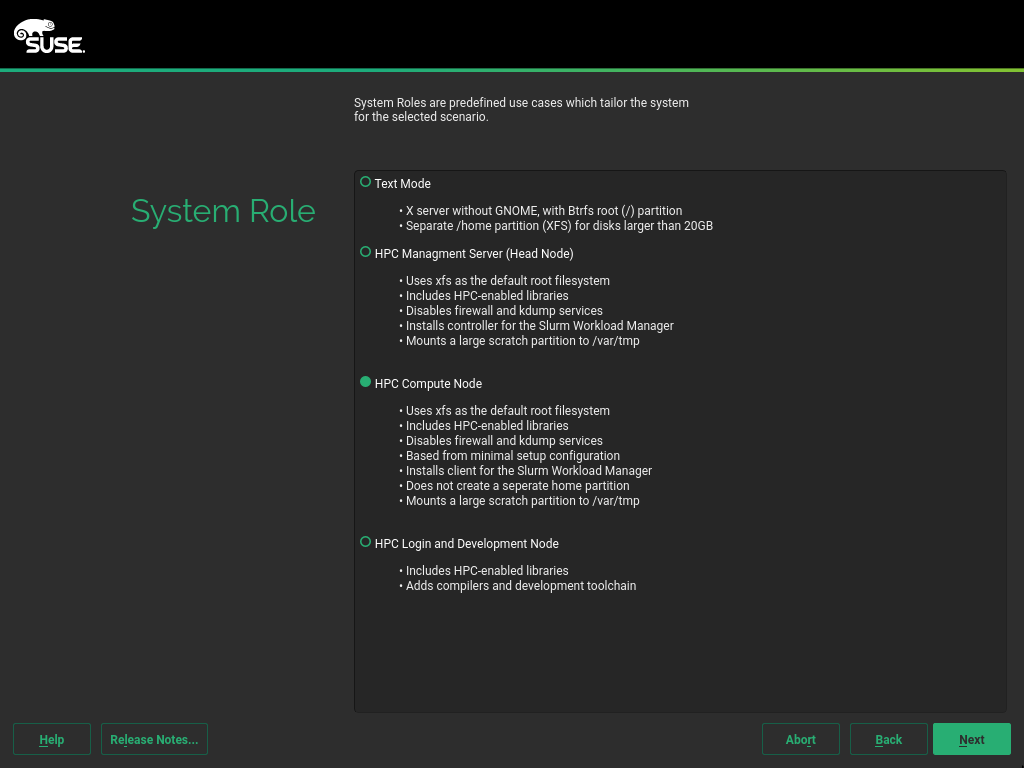 SUSE.
System Roles are predefined use cases which tailor the system
for the selected scenario.
System Role
Text Mode
• X server without GNOME, with Btrfs root (/) partition
• Separate /home partition (XFS) for disks larger than 20GB
HPC Managment Server (Head Node)
• Uses xfs as the default root filesystem
• Includes HPC-enabled libraries
• Disables firewall and kdump services
• Installs controller for the Slurm Workload Manager
• Mounts a large scratch partition to /var/tmp
HPC Compute Node
• Uses xfs as the default root filesystem
• Includes HPC-enabled libraries
• Disables firewall and kdump services
• Based from minimal setup configuration
• Installs client for the Slurm Workload Manager
• Does not create a seperate home partition
• Mounts a large scratch partition to /var/tmp
HPC Login and Development Node
• Includes HPC-enabled libraries
• Adds compilers and development toolchain
Help Release Notes... Abort Back Next